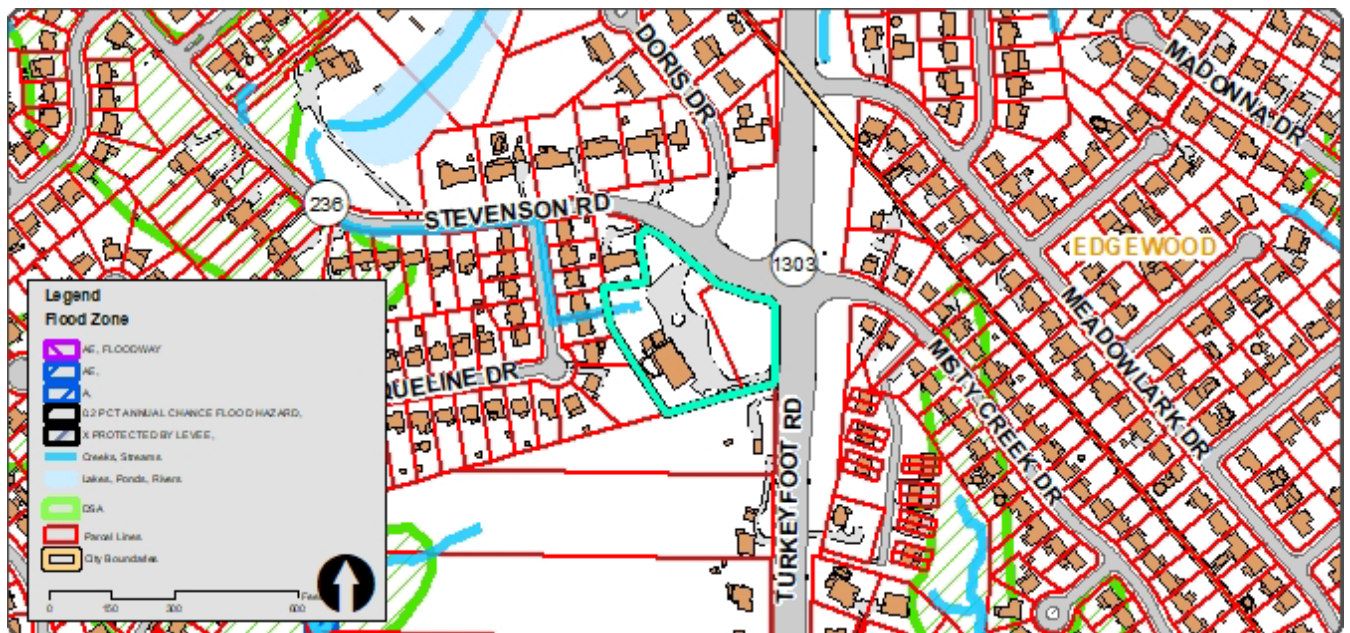 DORIS DR
MADONNA DR
236
STEVENSON RD
1303
EDGEWOOD
MEADOWLARK DR
MISTY CREEK DR
QUELINE DR
TURKEYFOOT RD
Legend
Flood Zone
AE, FLOODWAY
AE,
A,
0.2 PCT ANNUAL CHANCE FLOOD HAZARD,
X PROTECTED BY LEVEE,
Creeks, Streams
Lakes, Ponds, Rivers
DSA
Parcel Lines
City Boundaries
Fee
0 150 300 600